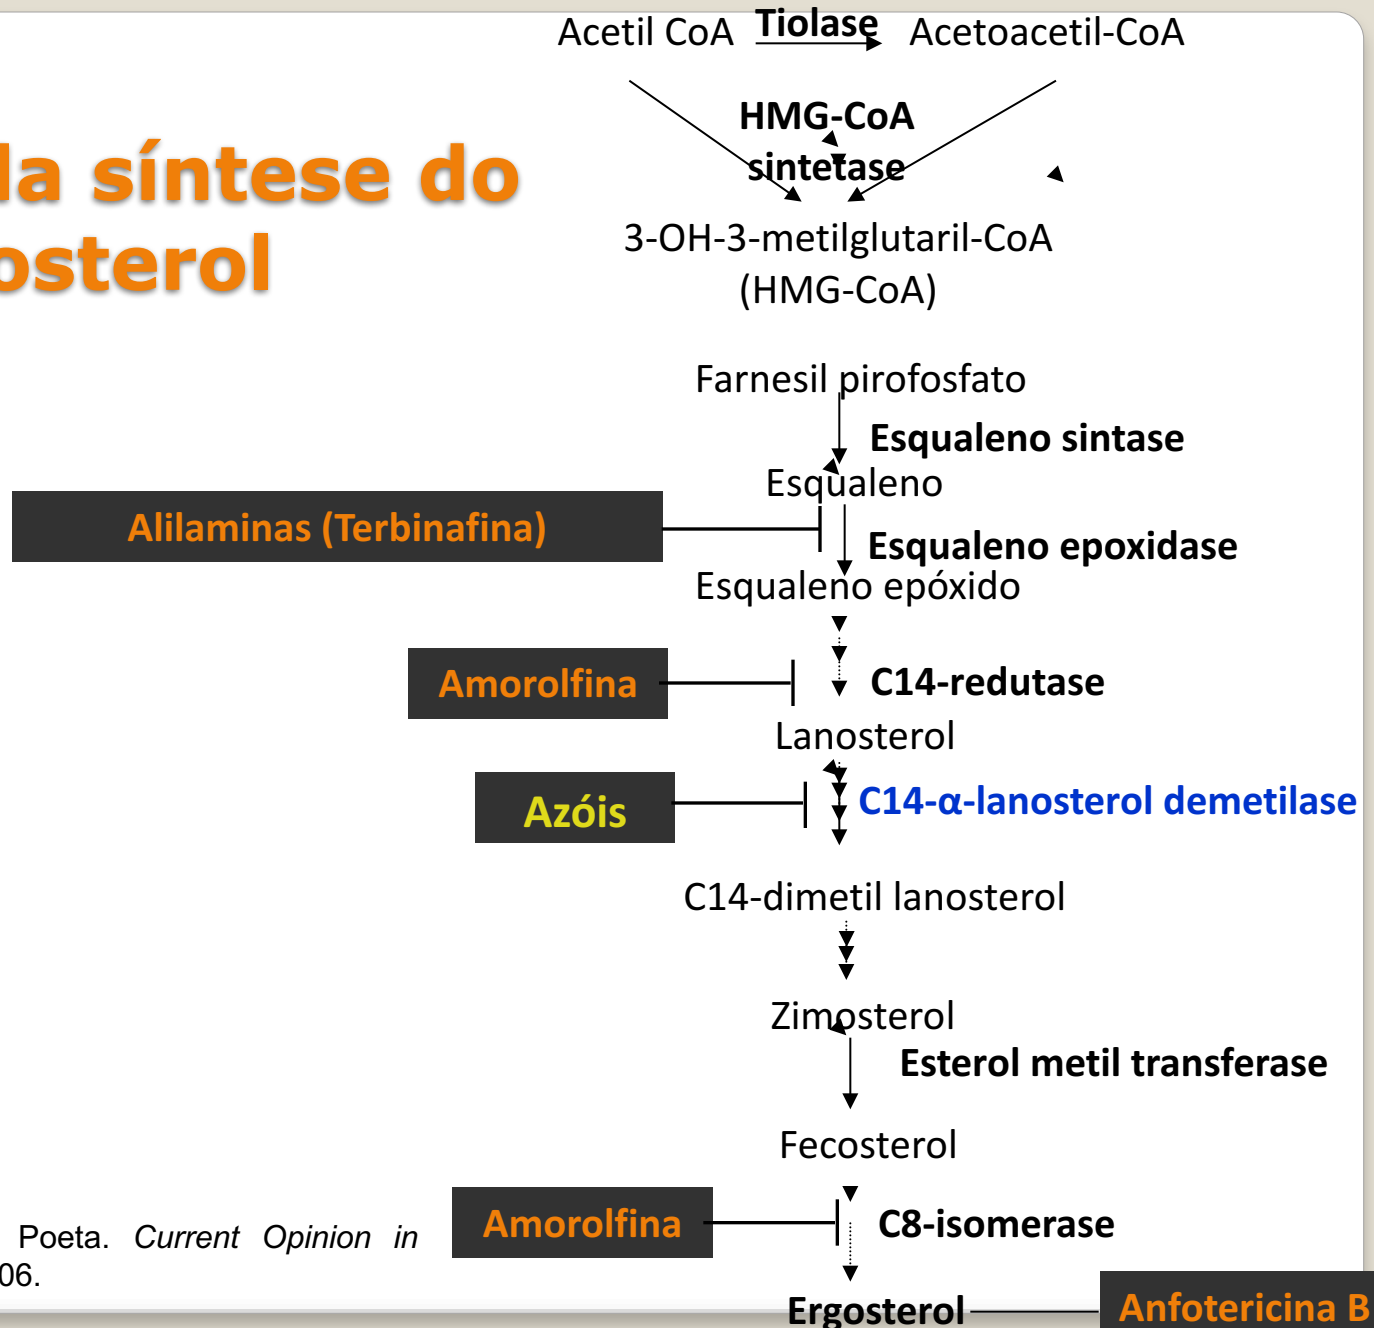 Acetil CoA Tiolase Acetoacetil-CoA
HMG-CoA
sintetase
la síntese do
osterol
3-OH-3-metilglutaril-CoA
(HMG-CoA)
Farnesil pirofosfato
Esqualeno sintase
Esqualeno
Alilaminas (Terbinafina)
Esqualeno epoxidase
Esqualeno epóxido
Amorolfina
C14-redutase
Lanosterol
Azóis
C14-α-lanosterol demetilase
C14-dimetil lanosterol
Zimosterol
Esterol metil transferase
Fecosterol
Amorolfina
C8-isomerase
Poeta. Current Opinion in
06.
Ergosterol
Anfotericina B